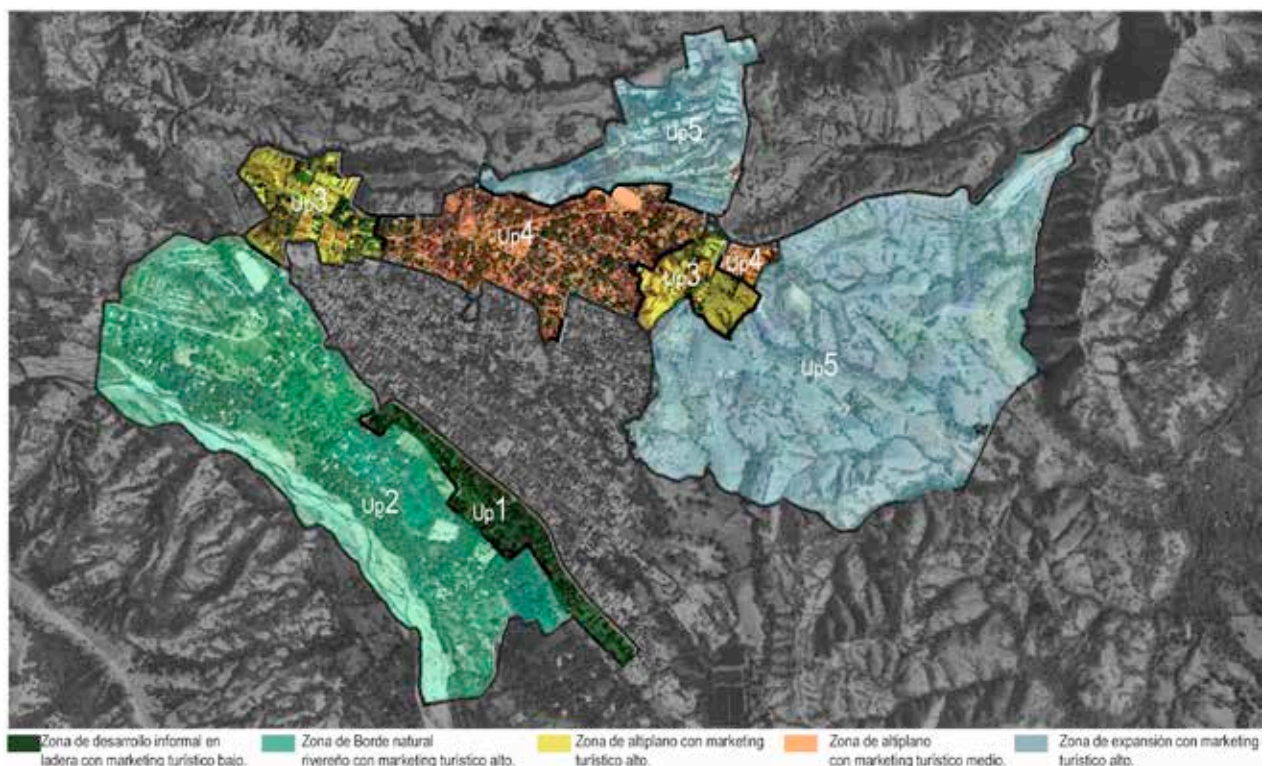 Up5
Up3
Up4
Up3
Up4
Up5
Up2
Up1
Zona de desarrollo informal en
ladera con marketing turístico bajo.
Zona de Borde natural
rivereño con marketing turístico alto.
Zona de altiplano con marketing
turístico alto.
Zona de altiplano
con marketing turístico medio.
Zona de expansión con marketing
turístico alto.